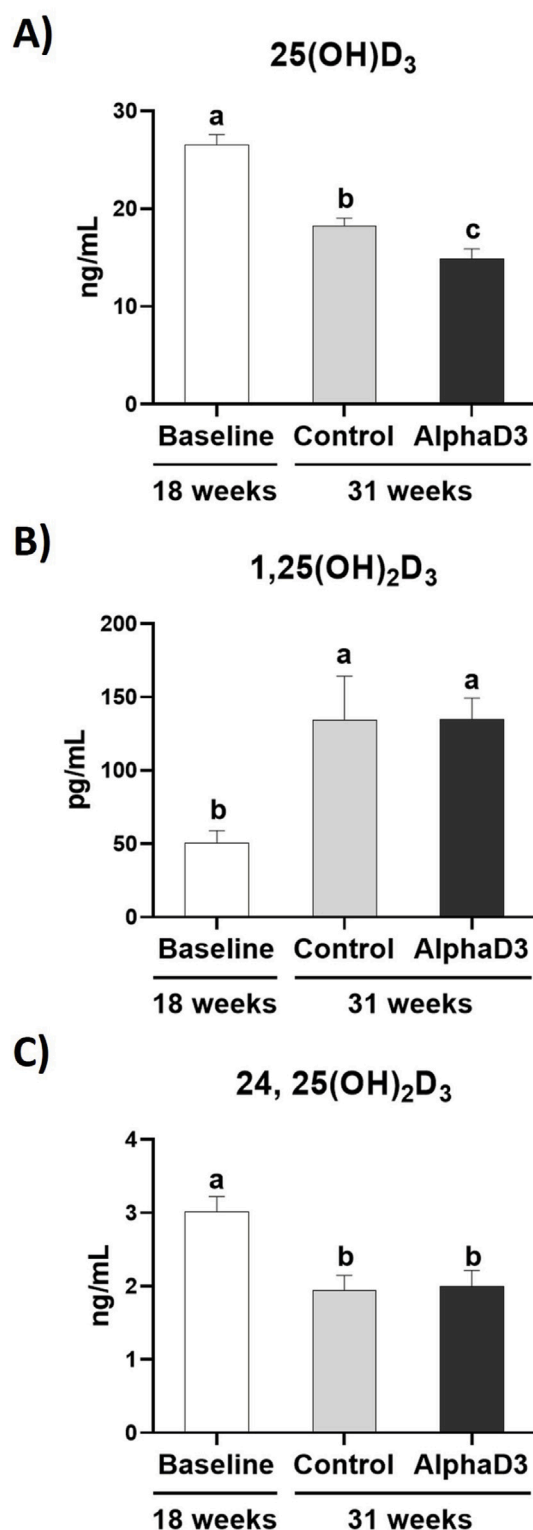 A)
25(OH)D₃
30
20
10
0
ng/mL
a
b
c
Baseline Control AlphaD3
18 weeks 31 weeks
B)
1,25(OH)₂D₃
200
150
100
50
0
pg/mL
b
a
a
Baseline Control AlphaD3
18 weeks 31 weeks
C)
24, 25(OH)₂D₃
4
3
2
1
0
ng/mL
a
b
b
Baseline Control AlphaD3
18 weeks 31 weeks